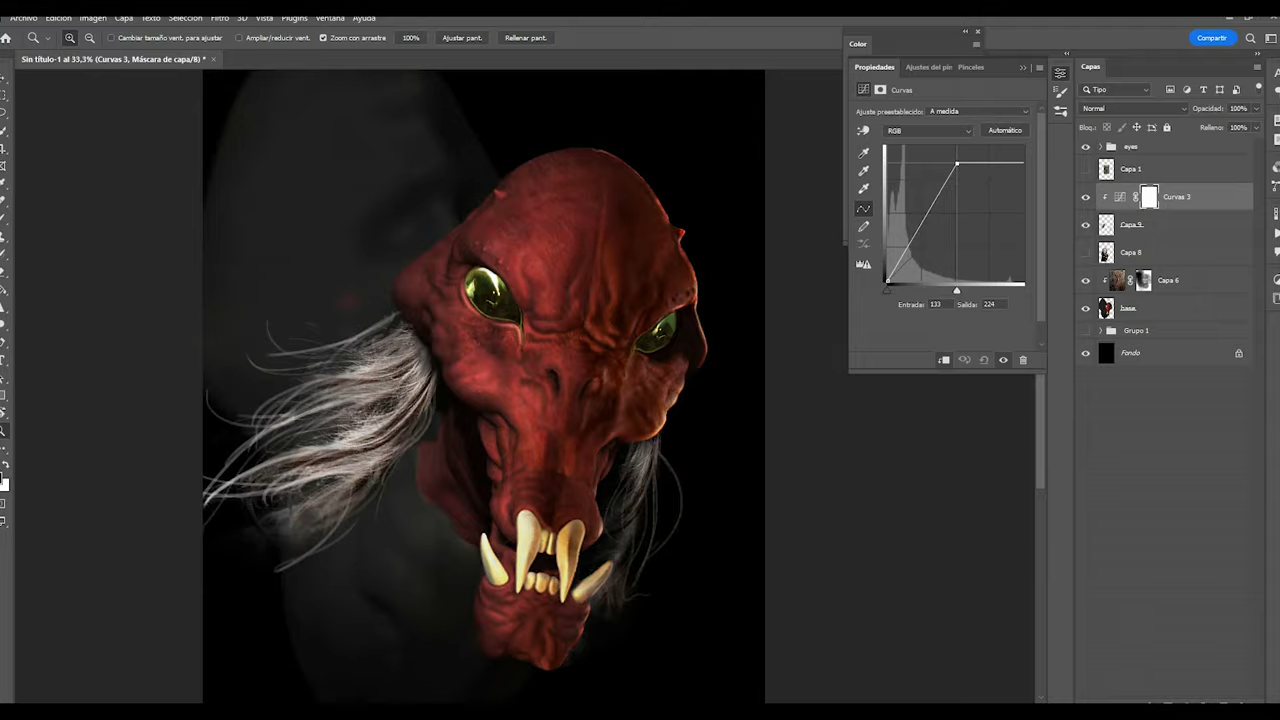 Archivo Edición Imagen Capa Texto Selección Filtro 3D Vista Plugins Ventana Ayuda
Cambiar tamaño vent. para ajustar Ampliar/reducir vent. Zoom con arrastre 100% Ajustar pant. Rellenar pant. Compartir
Sin título-1 al 33,3% (Curvas 3, Máscara de capa/8) * ×
Color
Propiedades Ajustes del pin Pinceles
Curvas
Ajuste preestablecido: A medida
RGB Automático
Entrada: 133 Salida: 224
Capas
Tipo
Normal Opacidad: 100%
Bloq.: Relleno: 100%
eyes
Capa 1
Curvas 3
Capa 9
Capa 8
Capa 6
base
Grupo 1
Fondo